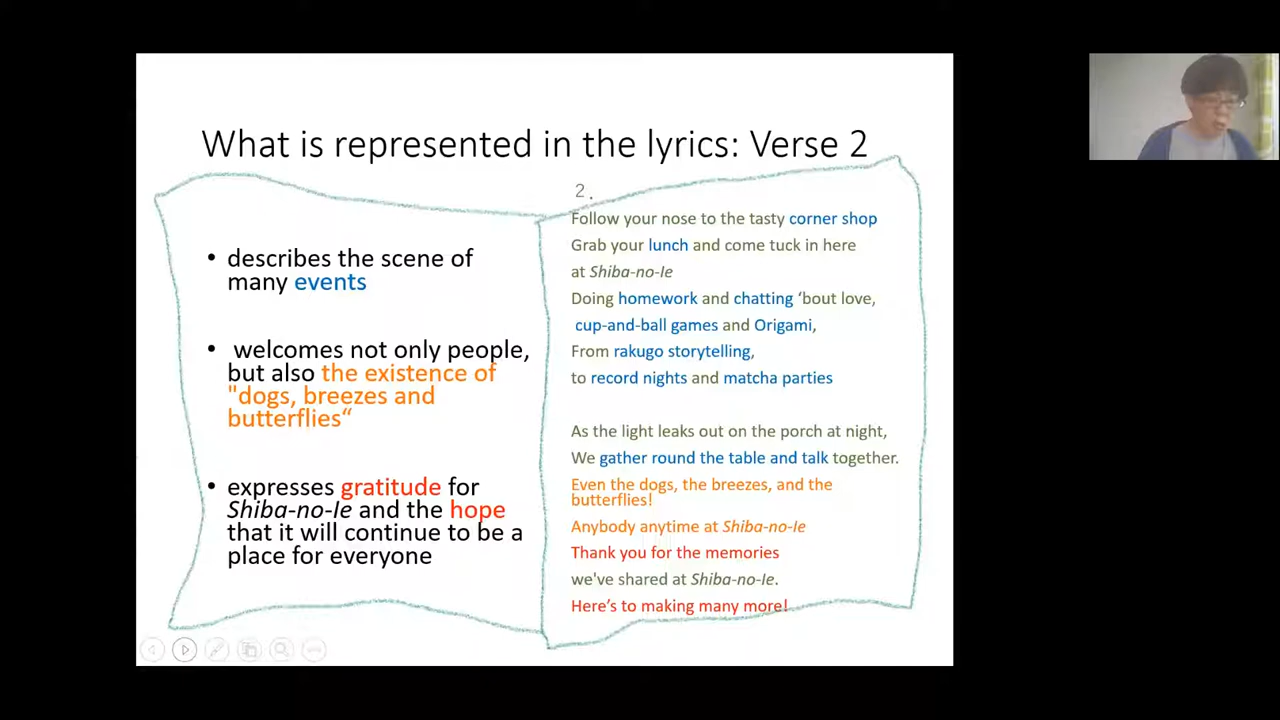 What is represented in the lyrics: Verse 2
• describes the scene of
many events
• welcomes not only people,
but also the existence of
"dogs, breezes and
butterflies“
• expresses gratitude for
Shiba-no-Ie and the hope
that it will continue to be a
place for everyone
2.
Follow your nose to the tasty corner shop
Grab your lunch and come tuck in here
at Shiba-no-Ie
Doing homework and chatting ‘bout love,
cup-and-ball games and Origami,
From rakugo storytelling,
to record nights and matcha parties
As the light leaks out on the porch at night,
We gather round the table and talk together.
Even the dogs, the breezes, and the
butterflies!
Anybody anytime at Shiba-no-Ie
Thank you for the memories
we've shared at Shiba-no-Ie.
Here’s to making many more!